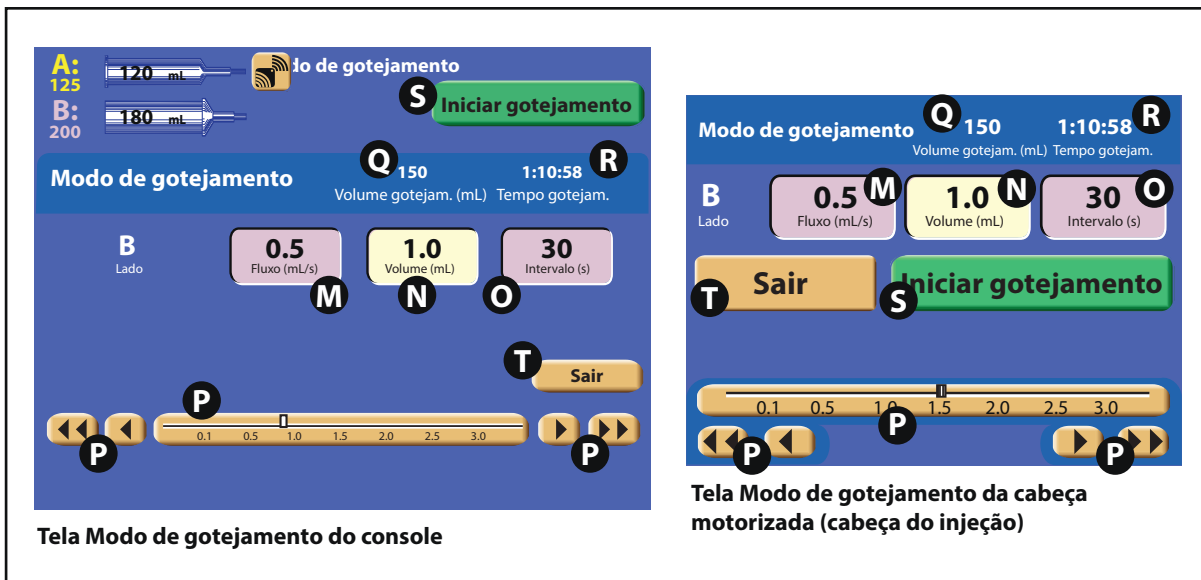 A:
125
120 mL
do de gotejamento
B:
200
180 mL
S
Iniciar gotejamento
Modo de gotejamento
Q
150
Volume gotejam. (mL)
R
1:10:58
Tempo gotejam.
B
Lado
0.5
Fluxo (mL/s)
M
1.0
Volume (mL)
N
30
Intervalo (s)
O
T
Sair
P
0.1 0.5 1.0 1.5 2.0 2.5 3.0
P
P
Tela Modo de gotejamento do console
Modo de gotejamento
Q
150
Volume gotejam. (mL)
1:10:58
R
Tempo gotejam.
B
Lado
0.5
M
Fluxo (mL/s)
1.0
N
Volume (mL)
30
O
Intervalo (s)
T
Sair
S
Iniciar gotejamento
0.1 0.5 1.0 1.5 2.0 2.5 3.0
P
P
P
Tela Modo de gotejamento da cabeça
motorizada (cabeça do injeção)